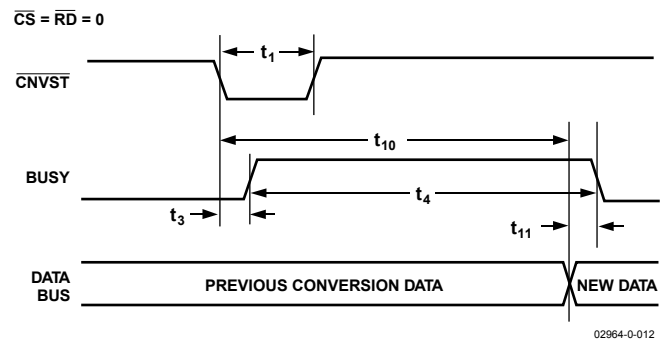 CS = RD = 0
t1
CNVST
t10
BUSY
t4
t3
t11
DATA
BUS
PREVIOUS CONVERSION DATA
NEW DATA
02964-0-012